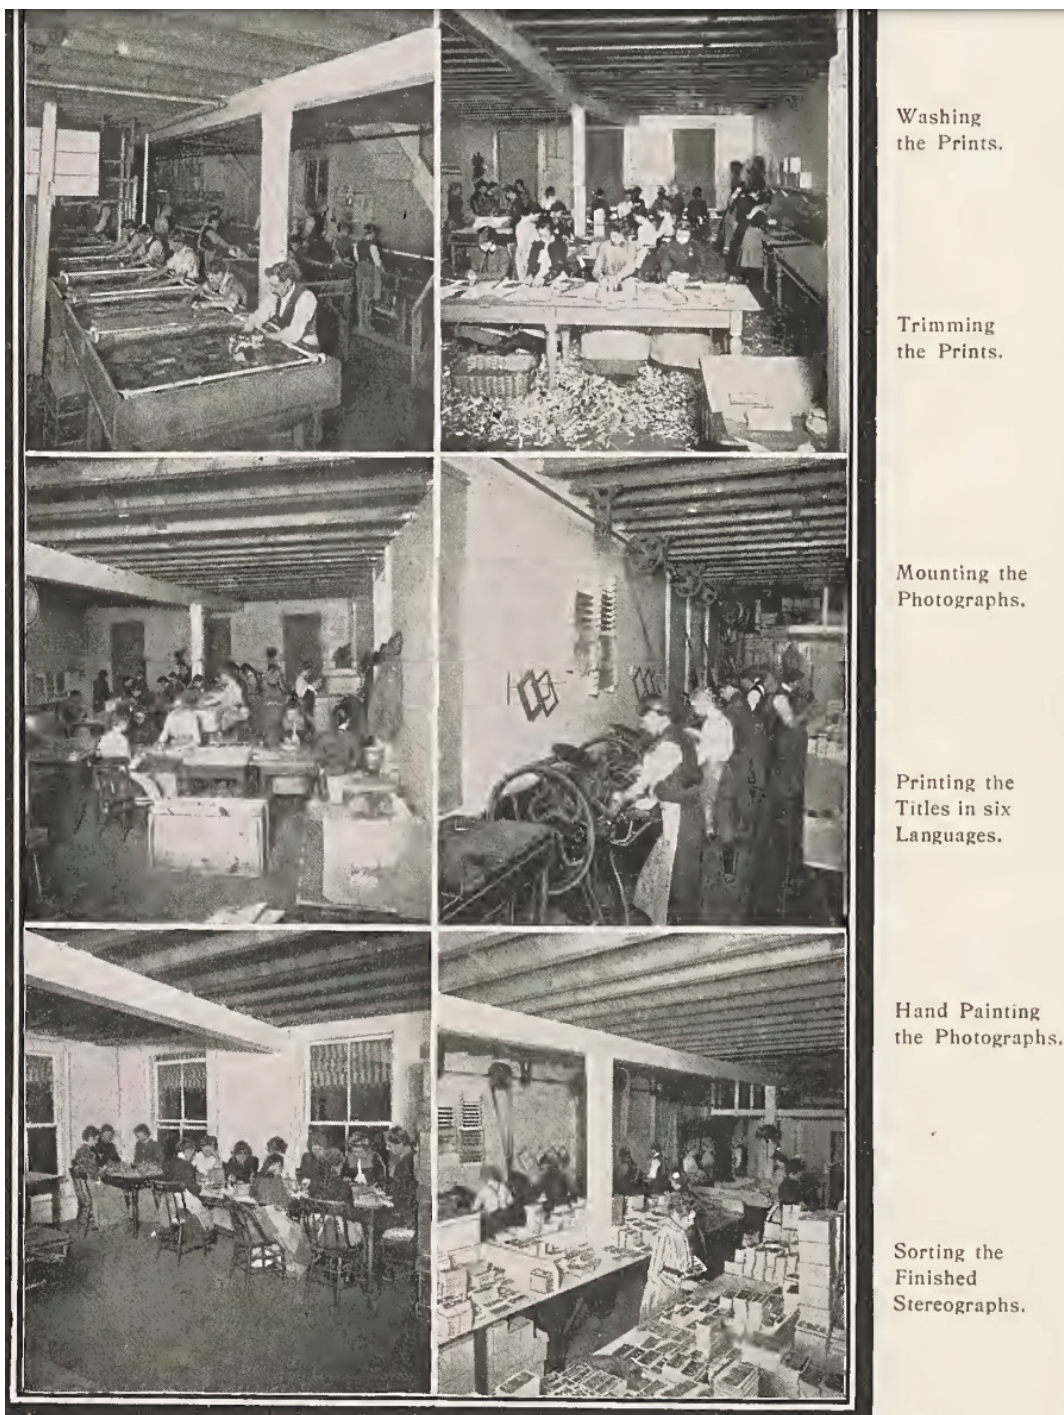 Washing
the Prints.
Trimming
the Prints.
Mounting the
Photographs.
Printing the
Titles in six
Languages.
Hand Painting
the Photographs.
Sorting the
Finished
Stereographs.